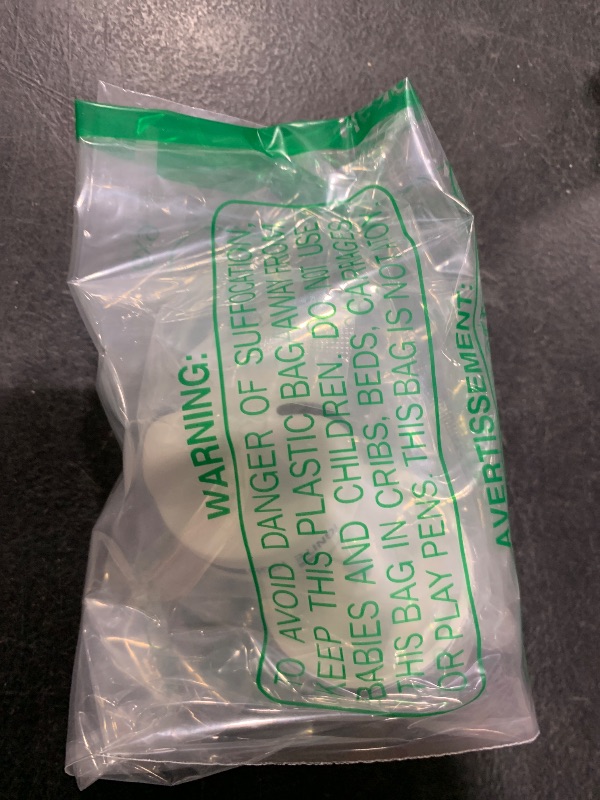 WARNING:
TO AVOID DANGER OF SUFFOCATION,
KEEP THIS PLASTIC BAG AWAY FROM
BABIES AND CHILDREN. DO NOT USE
THIS BAG IN CRIBS, BEDS, CARRIAGES
OR PLAY PENS. THIS BAG IS NOT TOY.
AVERTISSEMENT: